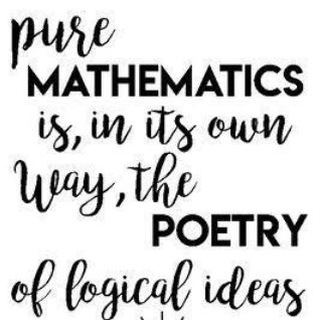 pure
MATHEMATICS
is, in its own
Way, the
POETRY
of logical ideas